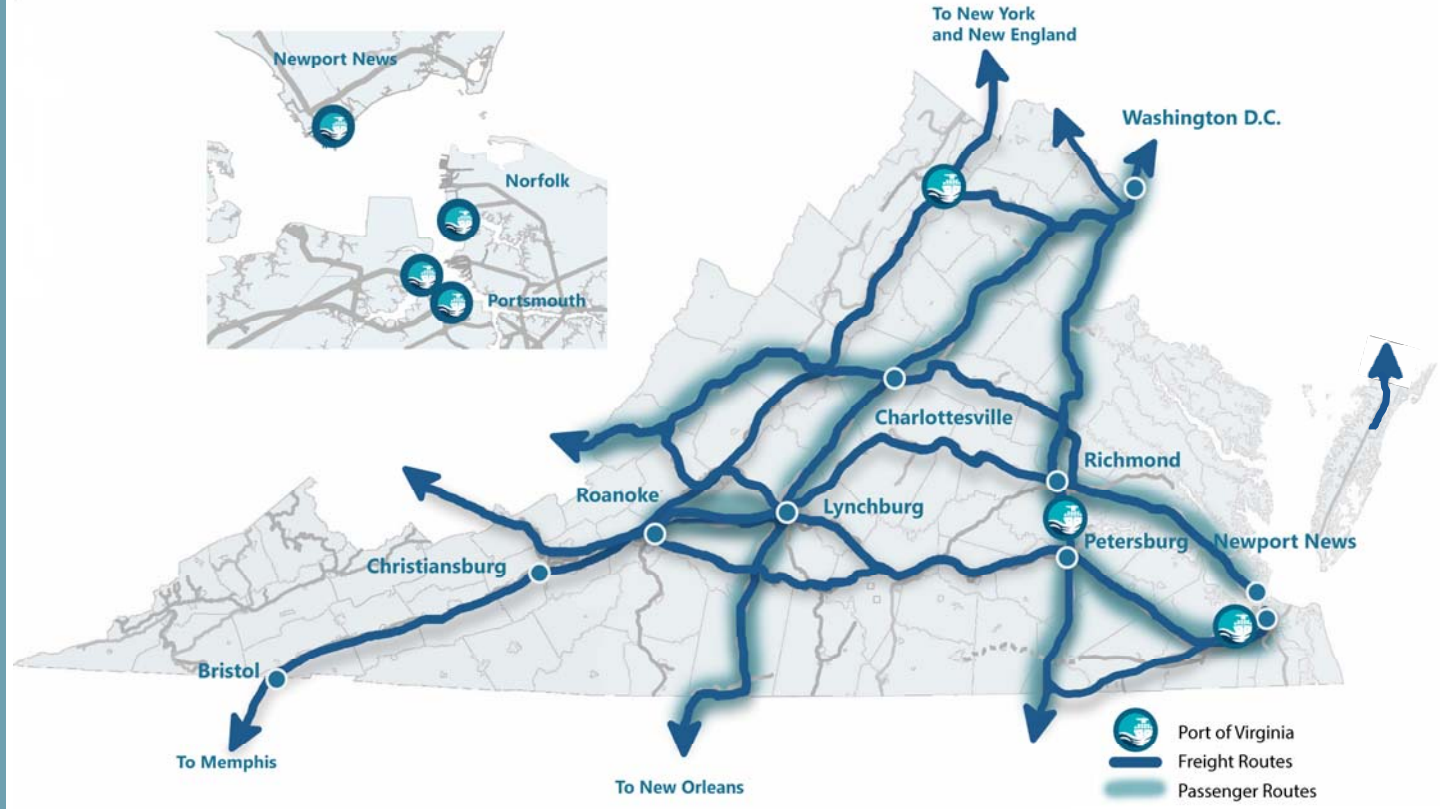 To New York
and New England
Newport News
Washington D.C.
Norfolk
Portsmouth
Charlottesville
Richmond
Roanoke
Lynchburg
Petersburg
Newport News
Christiansburg
Bristol
To Memphis
To New Orleans
Port of Virginia
Freight Routes
Passenger Routes